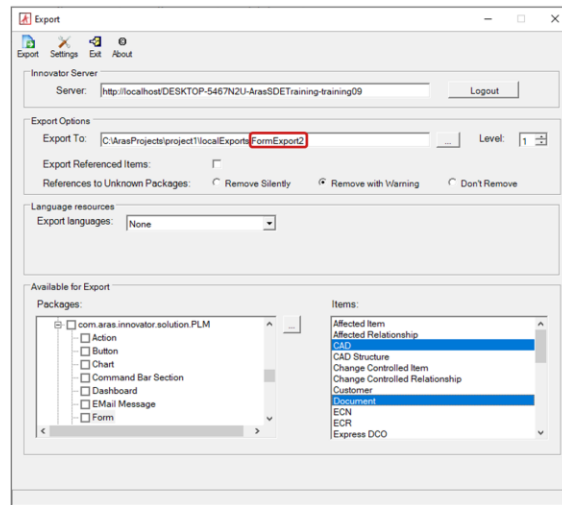 Export
Export Settings Exit About
Innovator Server
Server: http://localhost/DESKTOP-5467N2U-ArasSDETraining-training09 Logout
Export Options
Export To: C:\ArasProjects\project1\localExports\FormExport2 ... Level: 1
Export Referenced Items:
References to Unknown Packages: Remove Silently Remove with Warning Don't Remove
Language resources
Export languages: None
Available for Export
Packages: Items:
com.aras.innovator.solution.PLM ...
Action
Button
Chart
Command Bar Section
Dashboard
EMail Message
Form
Affected Item
Affected Relationship
CAD
CAD Structure
Change Controlled Item
Change Controlled Relationship
Customer
Document
ECN
ECR
Express DCO